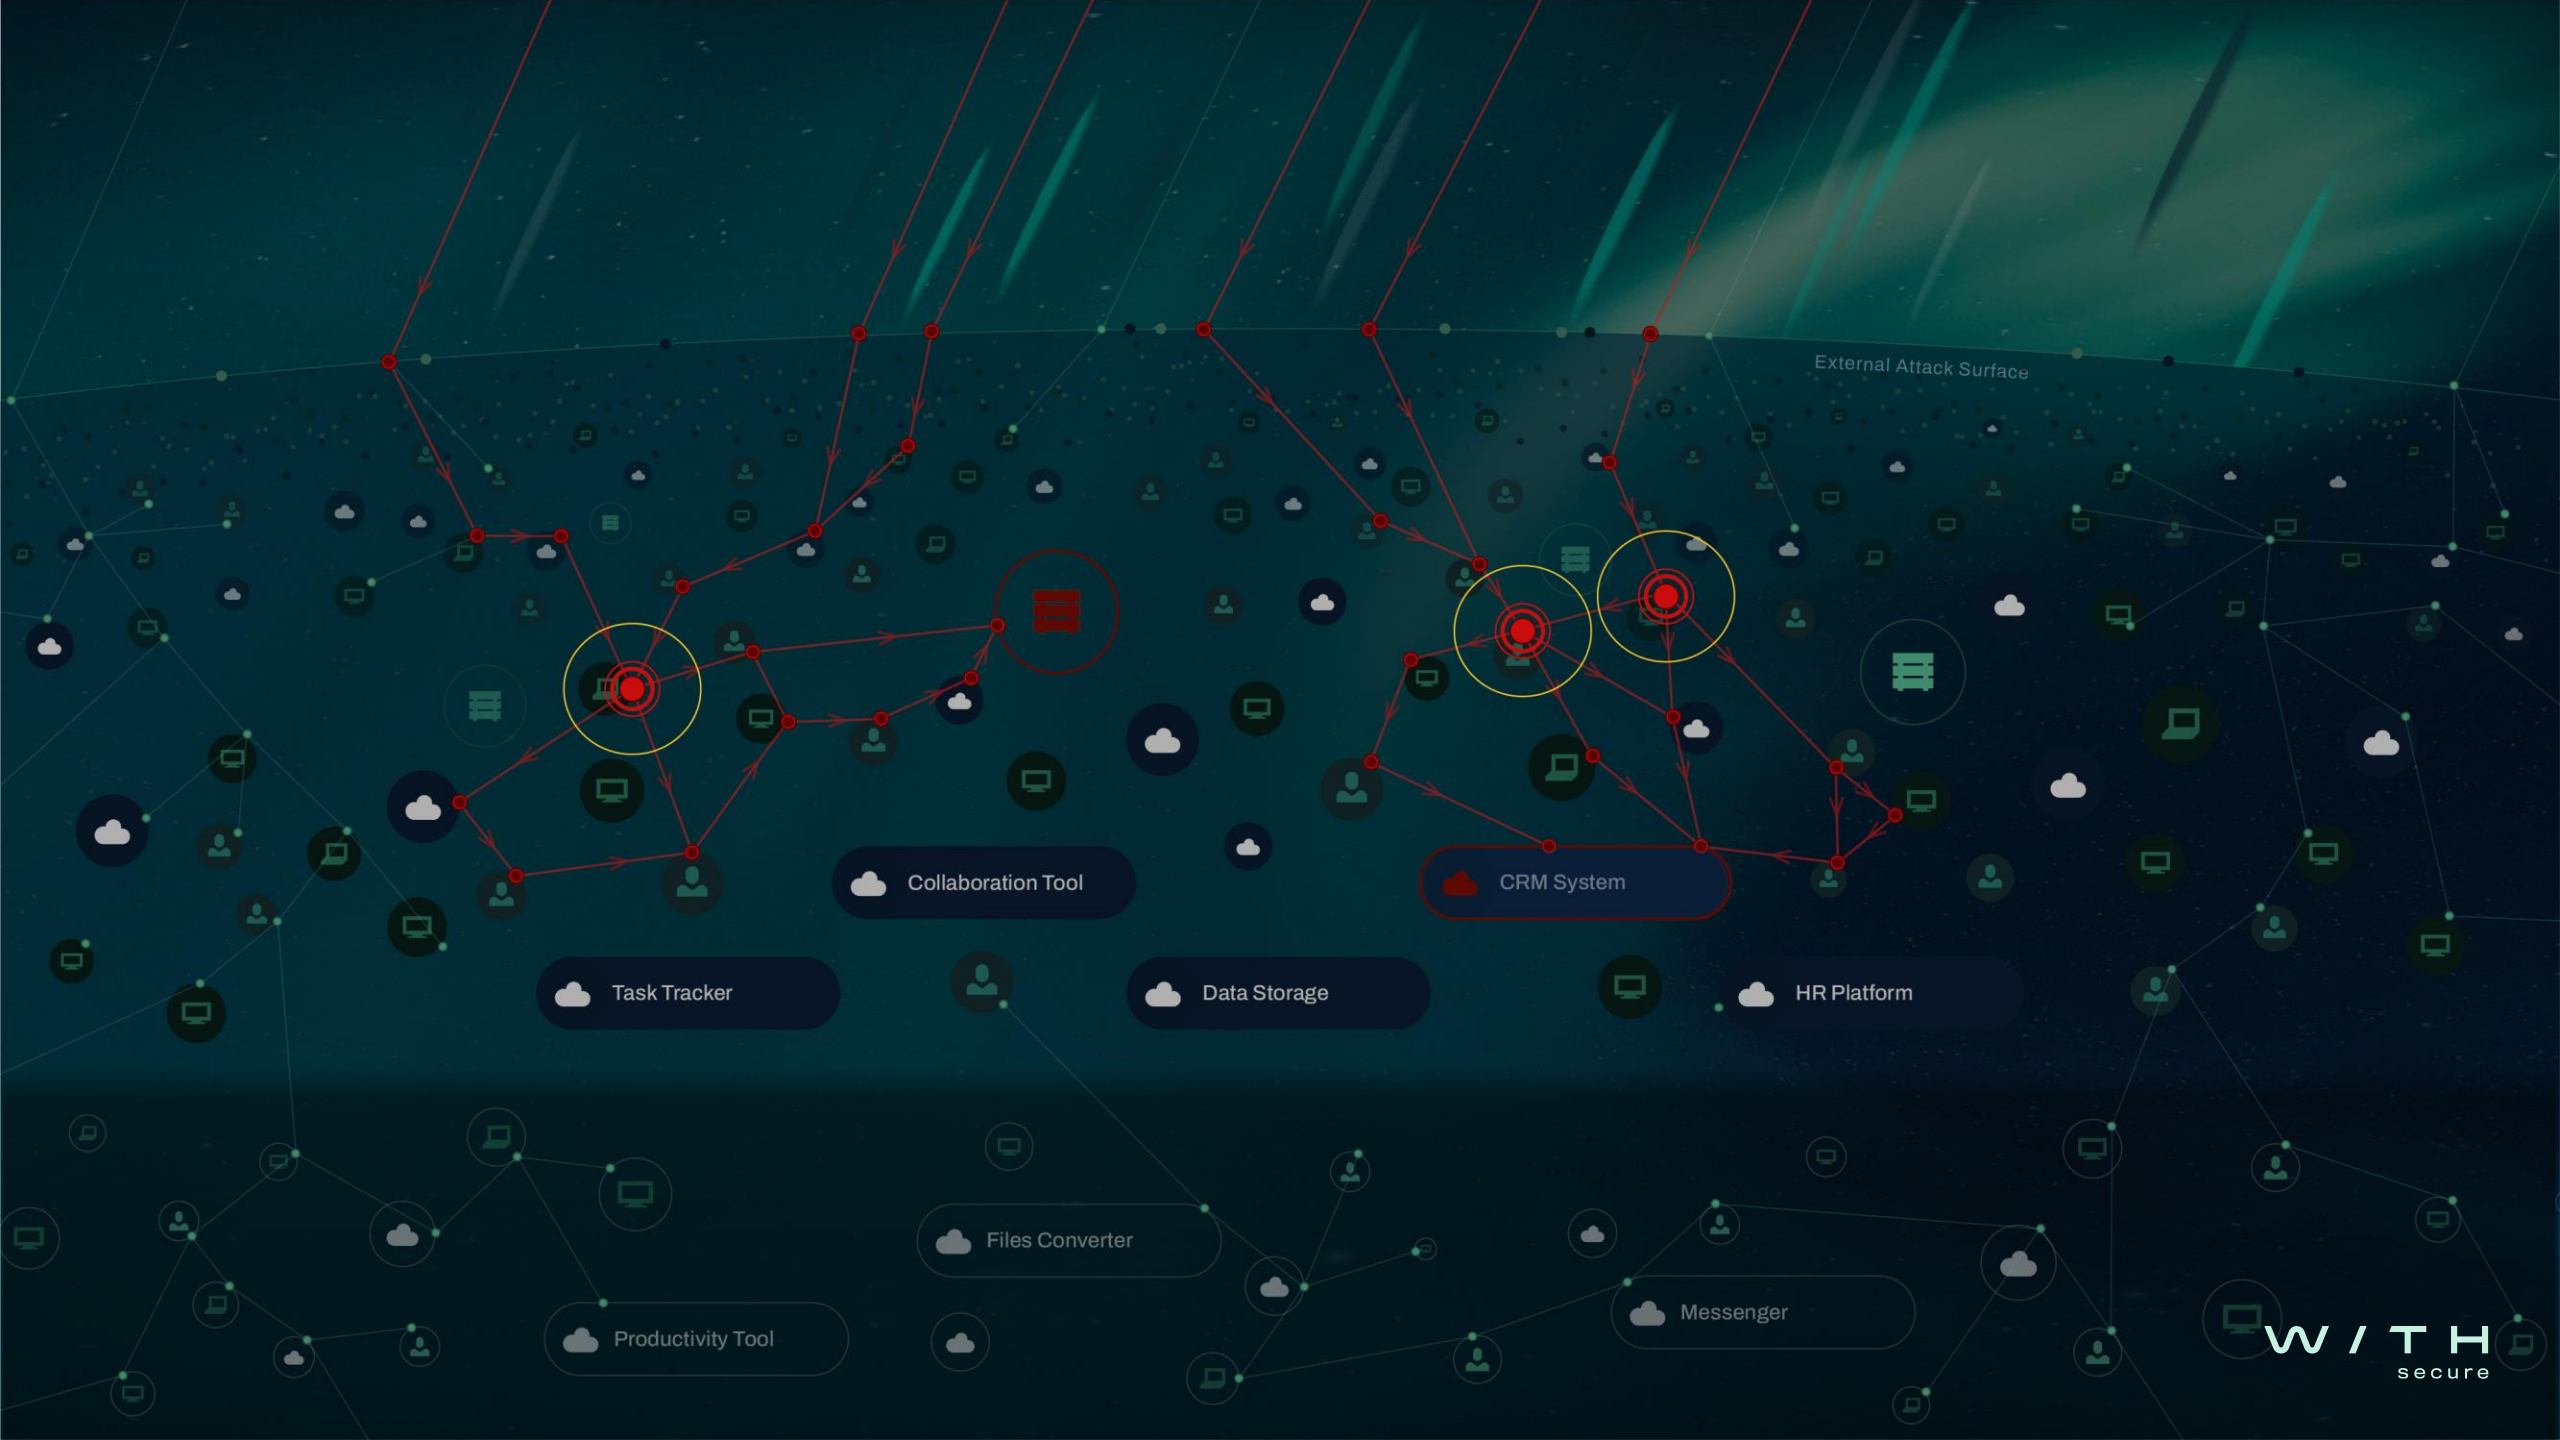 External Attack Surface
Collaboration Tool
CRM System
Task Tracker
Data Storage
HR Platform
Files Converter
Messenger
Productivity Tool
W/TH
secure